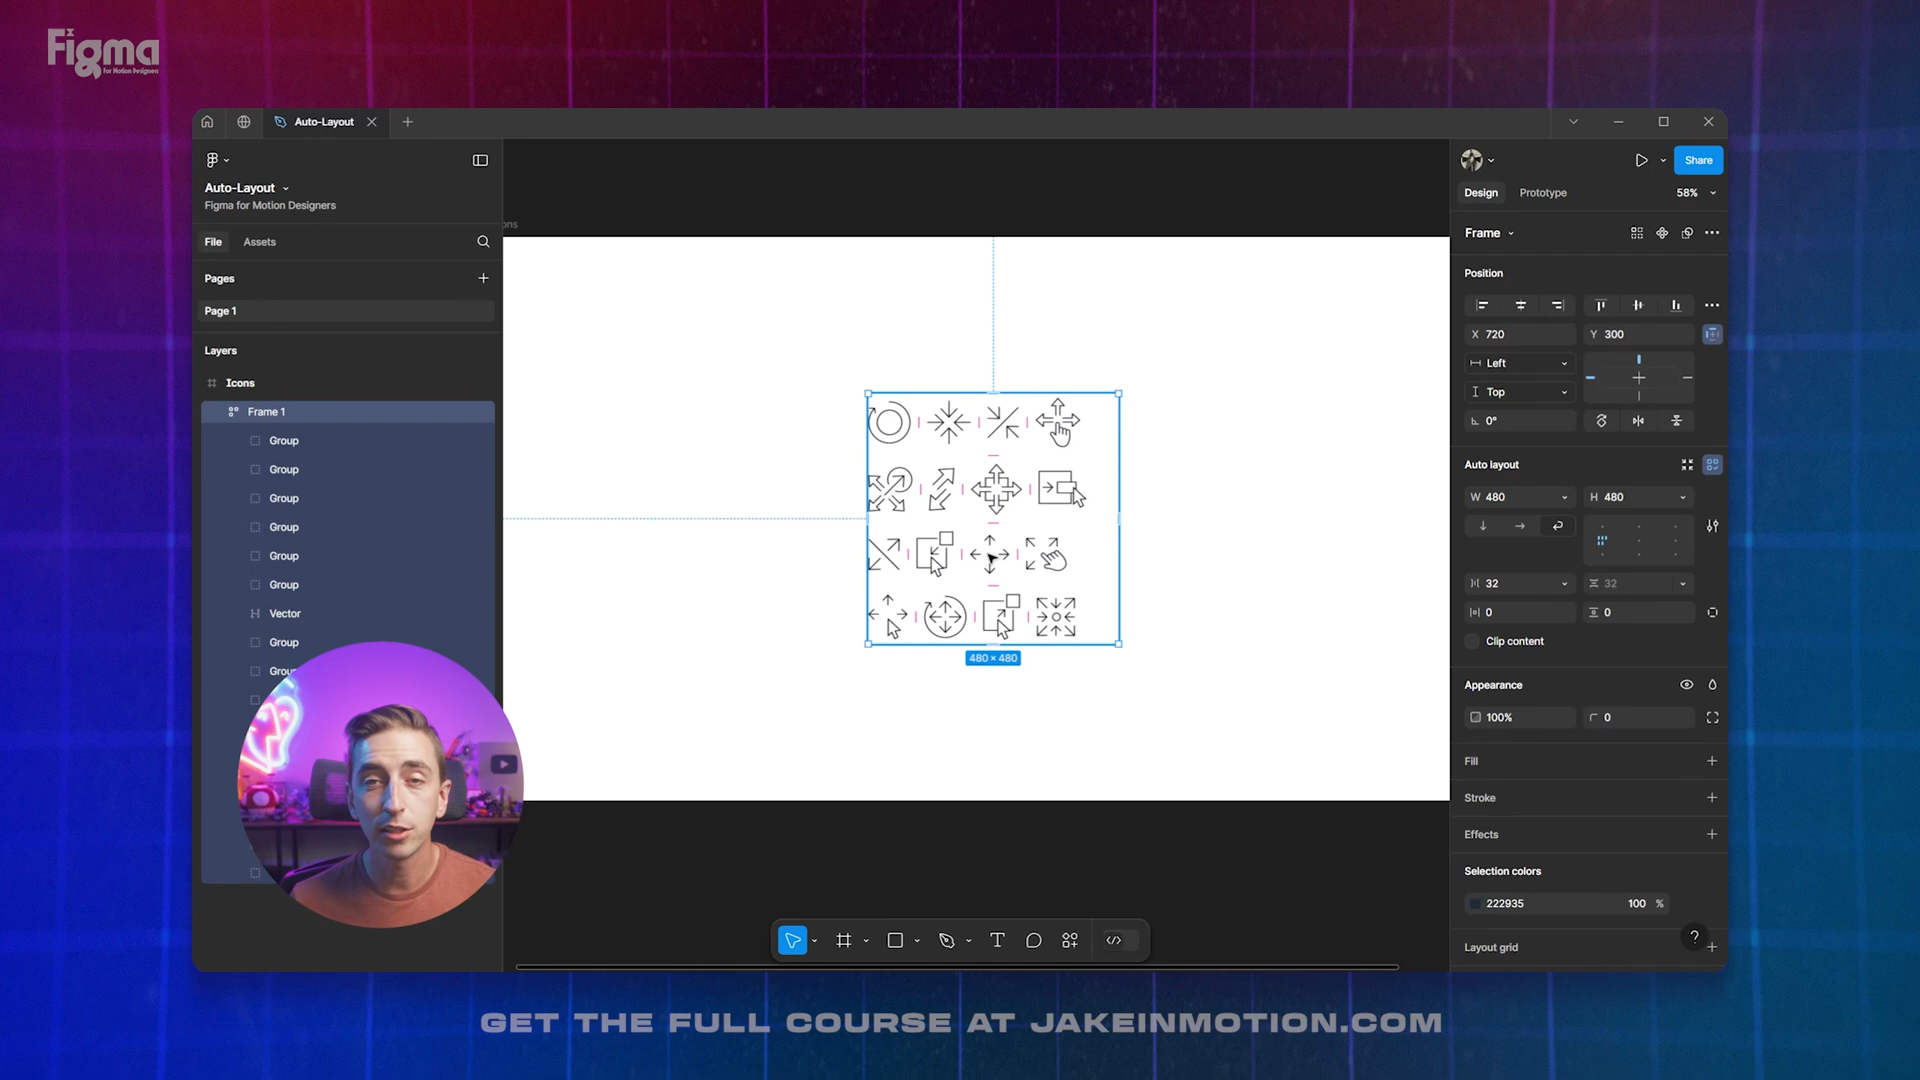 Figma
for Motion Designers
Auto-Layout
Auto-Layout
Figma for Motion Designers
File
Assets
Pages
Page 1
Layers
Icons
Frame 1
Group
Group
Group
Group
Group
Group
Vector
Group
ons
480 × 480
Share
Design
Prototype
58%
Frame
Position
X 720
Y 300
Left
Top
0°
Auto layout
W 480
H 480
32
32
0
0
Clip content
Appearance
100%
0
Fill
Stroke
Effects
Selection colors
222935
100 %
Layout grid
?
GET THE FULL COURSE AT JAKEINMOTION.COM